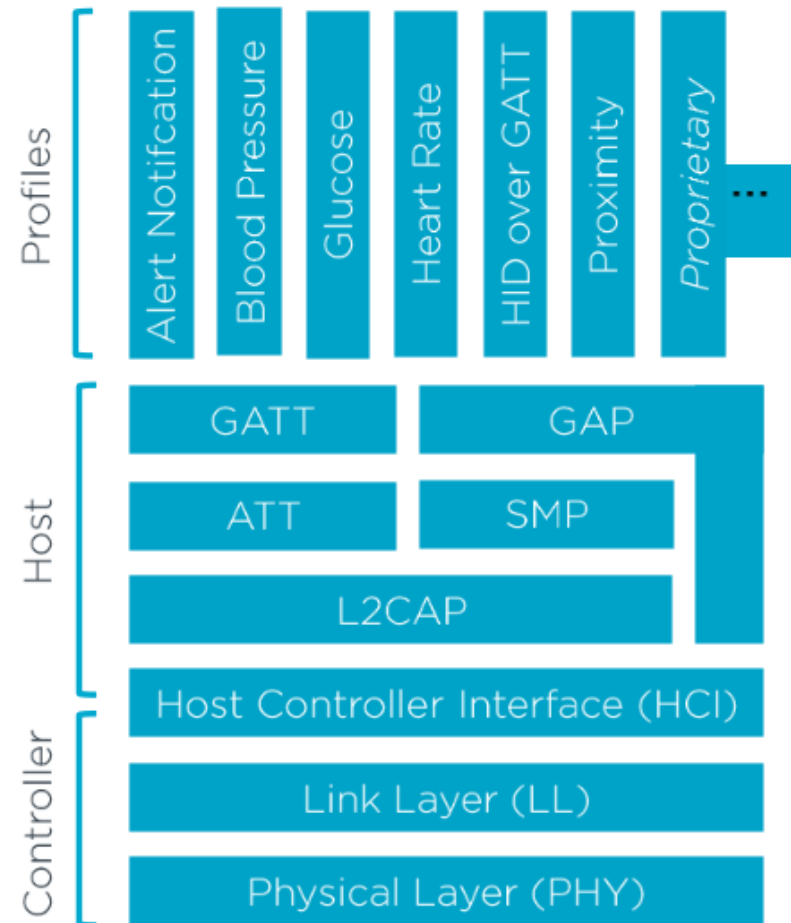 Profiles
Alert Notifcation
Blood Pressure
Glucose
Heart Rate
HID over GATT
Proximity
Proprietary
...
Host
GATT
GAP
ATT
SMP
L2CAP
Host Controller Interface (HCI)
Controller
Link Layer (LL)
Physical Layer (PHY)